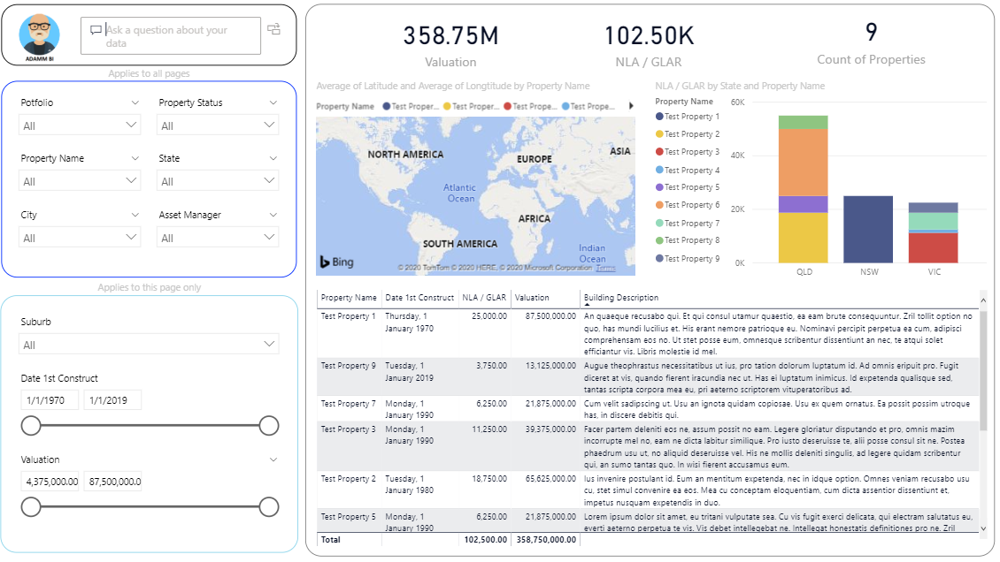 ADAMM BI
Ask a question about your
data
Applies to all pages
Potfolio
All
Property Status
All
Property Name
All
State
All
City
All
Asset Manager
All
Applies to this page only
Suburb
All
Date 1st Construct
1/1/1970 1/1/2019
Valuation
4,375,000.00 87,500,000.0
358.75M
Valuation
102.50K
NLA / GLAR
9
Count of Properties
Average of Latitude and Average of Longtitude by Property Name
Property Name Test Proper... Test Proper... Test Prope... Test Prope...
NORTH AMERICA
EUROPE
ASIA
Atlantic
Ocean
AFRICA
SOUTH AMERICA
Indian
Ocean
Bing
© 2020 TomTom © 2020 HERE, © 2020 Microsoft Corporation Terms
NLA / GLAR by State and Property Name
Property Name
Test Property 1
Test Property 2
Test Property 3
Test Property 4
Test Property 5
Test Property 6
Test Property 7
Test Property 8
Test Property 9
60K
40K
20K
0K
QLD NSW VIC
Property Name Date 1st Construct NLA / GLAR Valuation Building Description
Test Property 1 Thursday, 1 25,000.00 87,500,000.00 An quaeque recusabo qui. Et qui consul utamur quaestio, ea eam brute consequuntur. Zril tollit option no
January 1970 quo, has mundi lucilius et. His erant nemore patrioque eu. Nominavi percipit perpetua ea cum, adipisci
comprehensam eos no. Ut stet posse eum, omnesque scribentur dissentiunt an nec, te atqui solet
efficiantur vis. Libris molestie id mel.
Test Property 9 Tuesday, 1 3,750.00 13,125,000.00 Augue theophrastus necessitatibus ut ius, pro tation dolorum luptatum id. Ad omnis eripuit pro. Fugit
January 2019 diceret at vis, quando fierent iracundia nec ut. Has ei luptatum inimicus. Id expetenda qualisque sed,
tantas scripta corpora mea eu, pri aeterno scriptorem vituperatoribus ad.
Test Property 7 Monday, 1 6,250.00 21,875,000.00 Cum velit sadipscing ut. Usu an ignota quidam copiosae. Usu ex quem ornatus. Ea possit possim utroque
January 1990 has, in discere debitis qui.
Test Property 3 Monday, 1 11,250.00 39,375,000.00 Facer partem deleniti eos ne, assum possit no eam. Legere gloriatur disputando et pro, omnis mazim
January 1990 incorrupte mel no, eam ne dicta labitur similique. Pro iusto deseruisse te, alii posse consul sit ne. Postea
phaedrum usu ut, no aliquid deseruisse vel. His ne mollis deleniti singulis, ad legere quidam scribentur
qui, an sumo tantas quo. In wisi fierent accusamus eum.
Test Property 2 Monday, 1 18,750.00 65,625,000.00 Ius invenire postulant id. Eum an mentitum expetenda, nec in idque option. Omnes veniam recusabo usu
January 1980 cu, stet simul convenire ea eos. Mea cu conceptam eloquentiam, cum dicta assentior dissentiunt et,
impetus nusquam expetendis in duo.
Test Property 5 Monday, 1 6,250.00 21,875,000.00 Lorem ipsum dolor sit amet, eu tritani vulputate sea. Cu vis fugit exerci delicata, qui electram salutatus eu,
January 1990 everti aeterno perpetua te vis. Vis debet intellegebat ne. Intellegat honestatis definitiones pro ne. Zril
Total 102,500.00 358,750,000.00